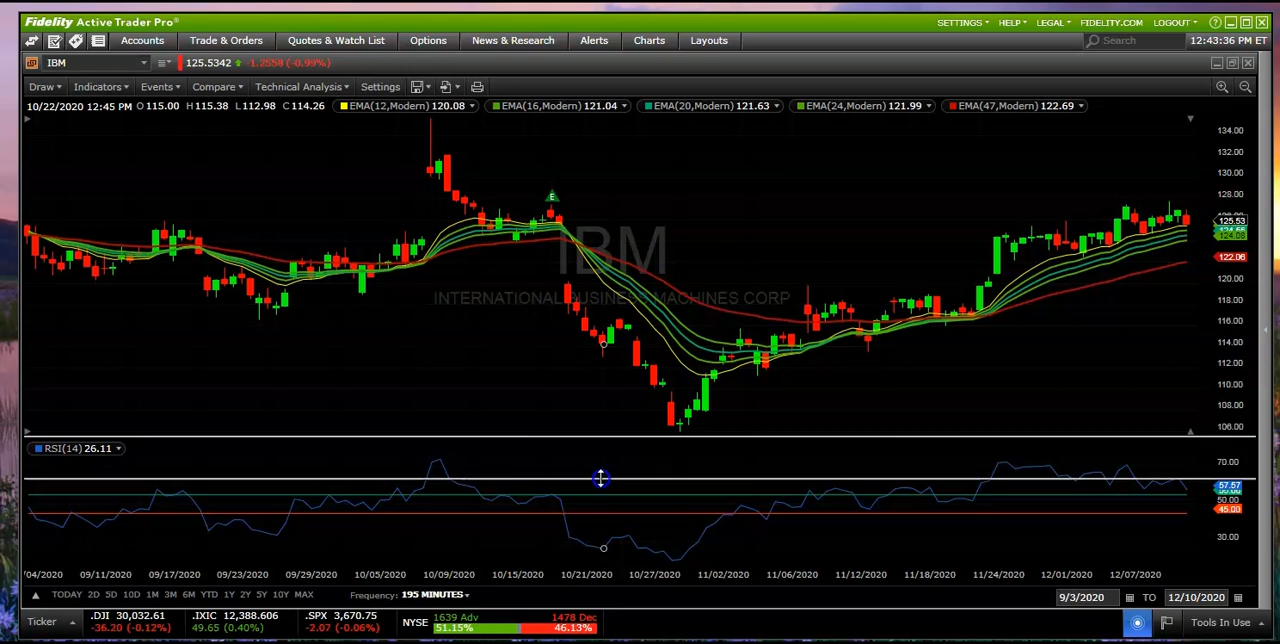 Fidelity Active Trader Pro®
SETTINGS HELP LEGAL FIDELITY.COM LOGOUT
Accounts Trade & Orders Quotes & Watch List Options News & Research Alerts Charts Layouts Search 12:43:36 PM ET
IBM 125.5342 -1.2558 (-0.99%)
Draw Indicators Events Compare Technical Analysis Settings
10/22/2020 12:45 PM O 115.00 H 115.38 L 112.98 C 114.26 EMA(12,Modern) 120.08 EMA(16,Modern) 121.04 EMA(20,Modern) 121.63 EMA(24,Modern) 121.99 EMA(47,Modern) 122.69
134.00
132.00
130.00
128.00
E
125.53
124.08
IBM
122.06
120.00
INTERNATIONAL BUSINESS MACHINES CORP
118.00
116.00
114.00
112.00
110.00
108.00
106.00
RSI(14) 26.11
70.00
57.57
50.00
45.00
30.00
/04/2020 09/11/2020 09/17/2020 09/23/2020 09/29/2020 10/05/2020 10/09/2020 10/15/2020 10/21/2020 10/27/2020 11/02/2020 11/06/2020 11/12/2020 11/18/2020 11/24/2020 12/01/2020 12/07/2020
TODAY 2D 5D 10D 1M 3M 6M YTD 1Y 2Y 5Y 10Y MAX Frequency: 195 MINUTES 9/3/2020 TO 12/10/2020
Ticker .DJI 30,032.61 .IXIC 12,388.606 .SPX 3,670.75 NYSE 1639 Adv 1478 Dec Tools In Use
-36.20 (-0.12%) 49.65 (0.40%) -2.07 (-0.06%) 51.15% 46.13%